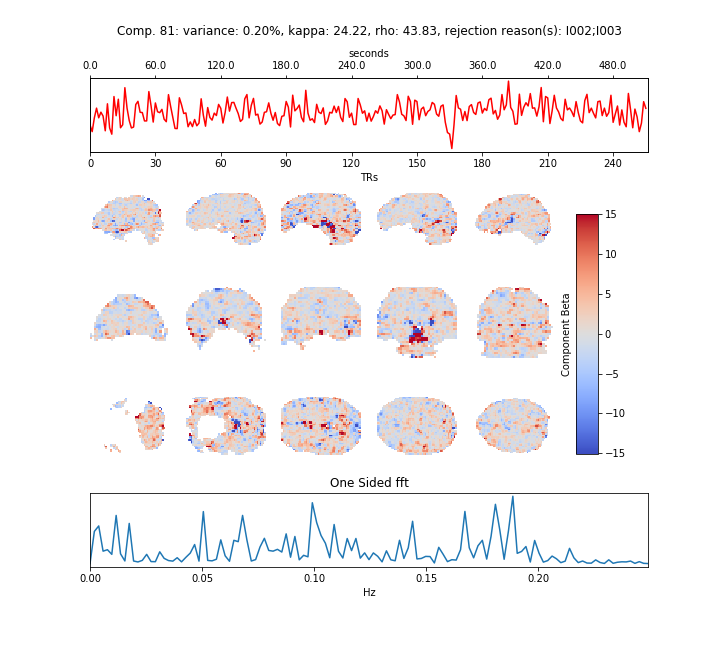 Comp. 81: variance: 0.20%, kappa: 24.22, rho: 43.83, rejection reason(s): I002;I003
seconds
0.0 60.0 120.0 180.0 240.0 300.0 360.0 420.0 480.0
0 30 60 90 120 150 180 210 240
TRs
15
10
5
0
−5
−10
−15
Component Beta
One Sided fft
0.00 0.05 0.10 0.15 0.20
Hz